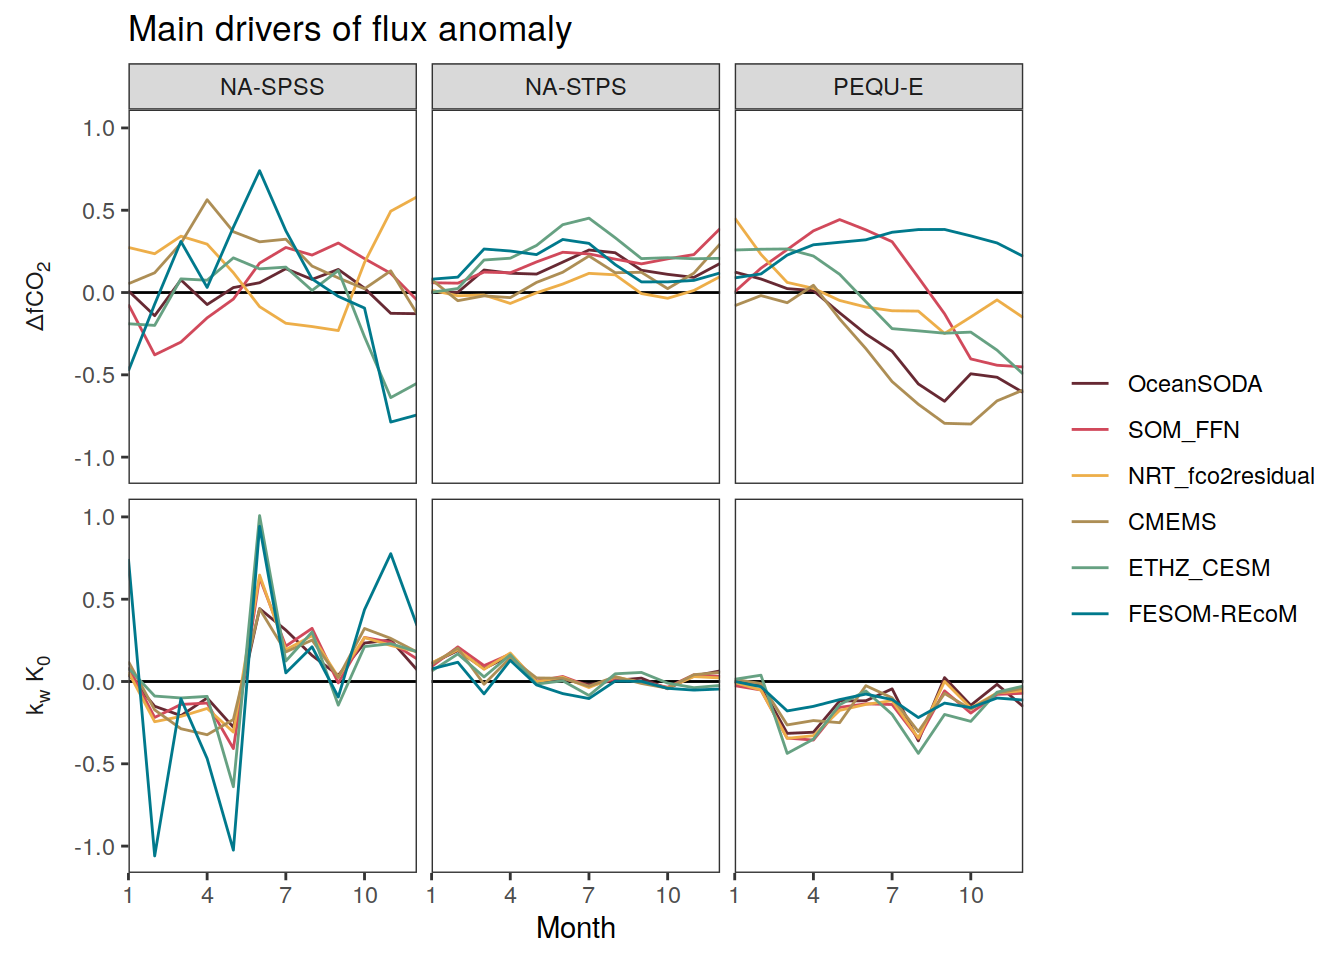 Main drivers of flux anomaly
NA-SPSS NA-STPS PEQU-E
ΔfCO₂
1.0
0.5
0.0
-0.5
-1.0
k_w K₀
1.0
0.5
0.0
-0.5
-1.0
1 4 7 10 1 4 7 10 1 4 7 10
Month
OceanSODA
SOM_FFN
NRT_fco2residual
CMEMS
ETHZ_CESM
FESOM-REcoM